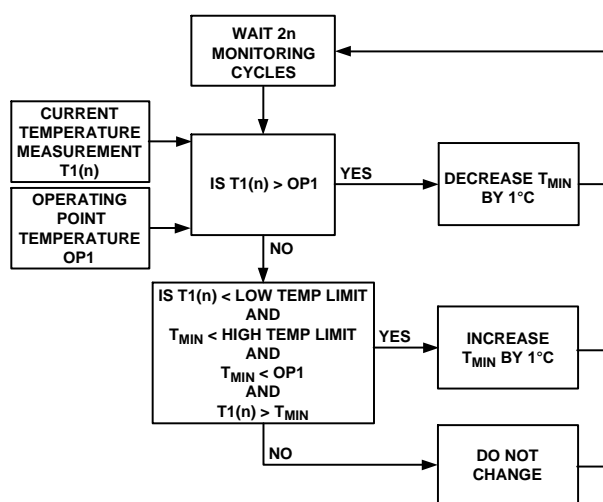 WAIT 2n
MONITORING
CYCLES
CURRENT
TEMPERATURE
MEASUREMENT
T1(n)
OPERATING
POINT
TEMPERATURE
OP1
IS T1(n) > OP1
YES
DECREASE TMIN
BY 1°C
NO
IS T1(n) < LOW TEMP LIMIT
AND
TMIN < HIGH TEMP LIMIT
AND
TMIN < OP1
AND
T1(n) > TMIN
YES
INCREASE
TMIN BY 1°C
NO
DO NOT
CHANGE